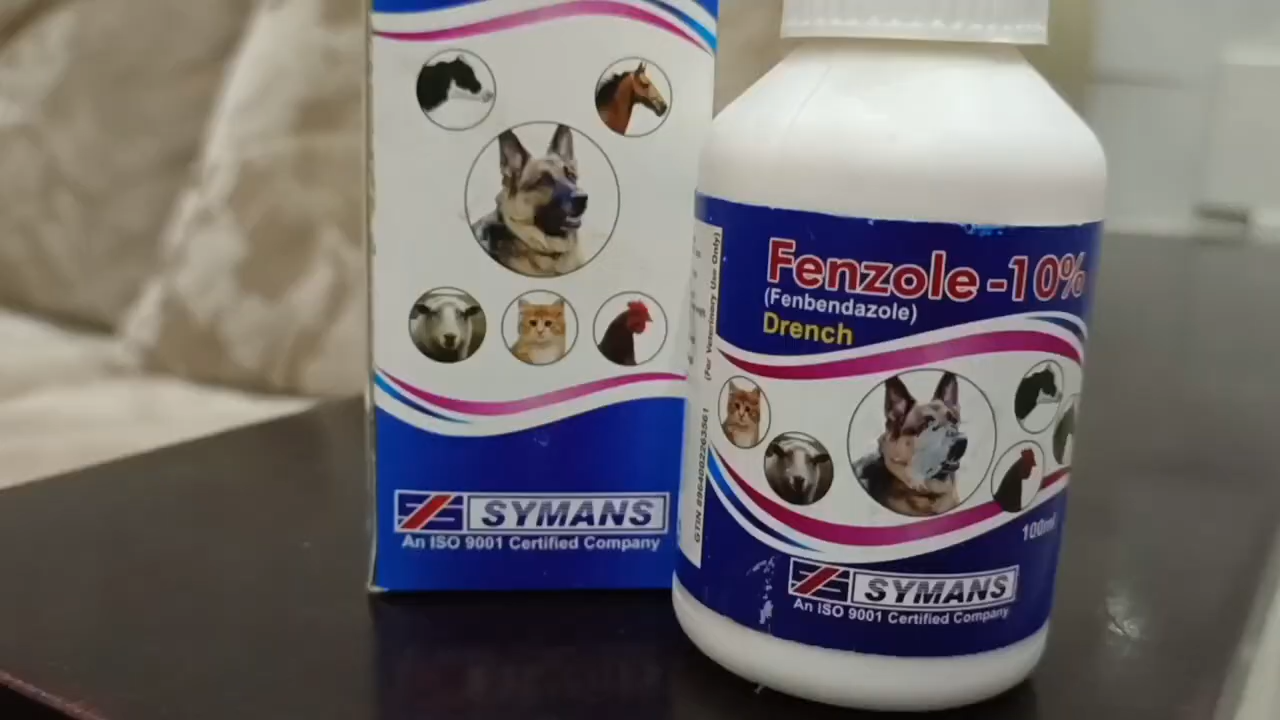 SYMANS
An ISO 9001 Certified Company
Fenzole -10%
(Fenbendazole)
Drench
(For Veterinary Use Only)
100ml
SYMANS
An ISO 9001 Certified Company